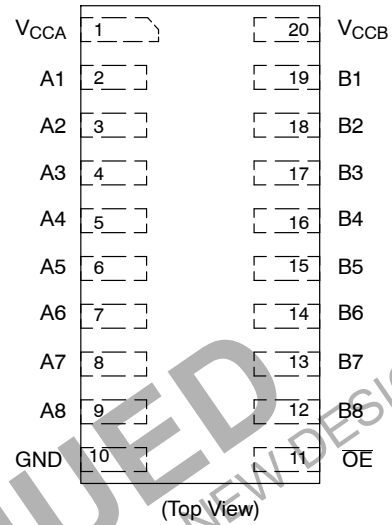 VCCA 1 20 VCCB
A1 2 19 B1
A2 3 18 B2
A3 4 17 B3
A4 5 16 B4
A5 6 15 B5
A6 7 14 B6
A7 8 13 B7
A8 9 12 B8
GND 10 11 O̅E̅
(Top View)
NEW